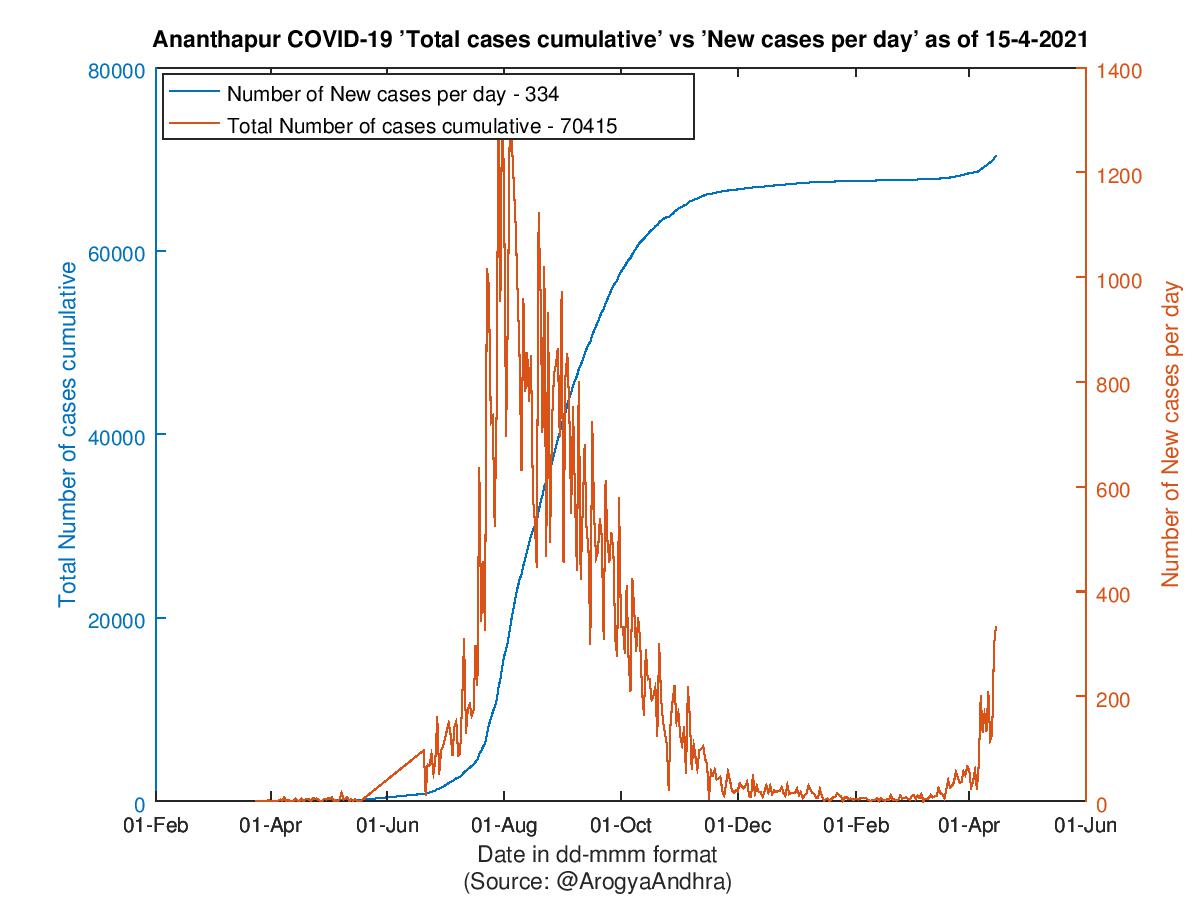 Ananthapur COVID-19 ’Total cases cumulative’ vs ’New cases per day’ as of 15-4-2021
Number of New cases per day - 334
Total Number of cases cumulative - 70415
80000
60000
40000
20000
0
Total Number of cases cumulative
1400
1200
1000
800
600
400
200
0
Number of New cases per day
01-Feb 01-Apr 01-Jun 01-Aug 01-Oct 01-Dec 01-Feb 01-Apr 01-Jun
Date in dd-mmm format
(Source: @ArogyaAndhra)